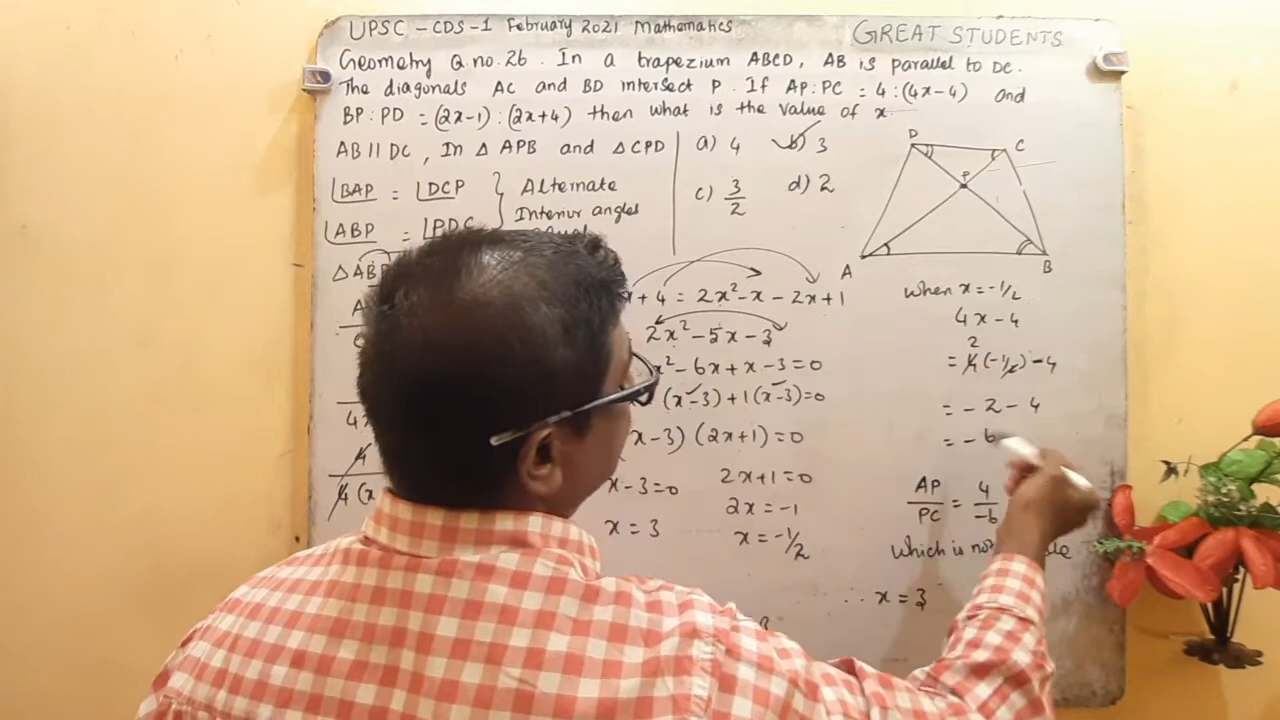 UPSC - CDS - 1 February 2021 Mathematics
GREAT STUDENTS
Geometry Q.no.26. In a trapezium ABCD, AB is parallel to DC.
The diagonals AC and BD intersect P. If AP:PC = 4:(4x-4) and
BP:PD = (2x-1):(2x+4) then what is the value of x
AB || DC, In △ APB and △ CPD
∠BAP = ∠DCP } Alternate
Interior angles
∠ABP = ∠PDC
a) 4 b) 3
c) 3/2 d) 2
D C
P
A B
x + 4 = 2x² - x - 2x + 1
2x² - 5x - 3
x² - 6x + x - 3 = 0
(x-3) + 1(x-3) = 0
x-3) (2x+1) = 0
x-3=0 2x+1=0
2x = -1
x = 3 x = -1/2
when x = -1/2
4x - 4
2
= 4(-1/2) - 4
= - 2 - 4
= - 6
AP/PC = 4/-6
which is
∴ x = 3